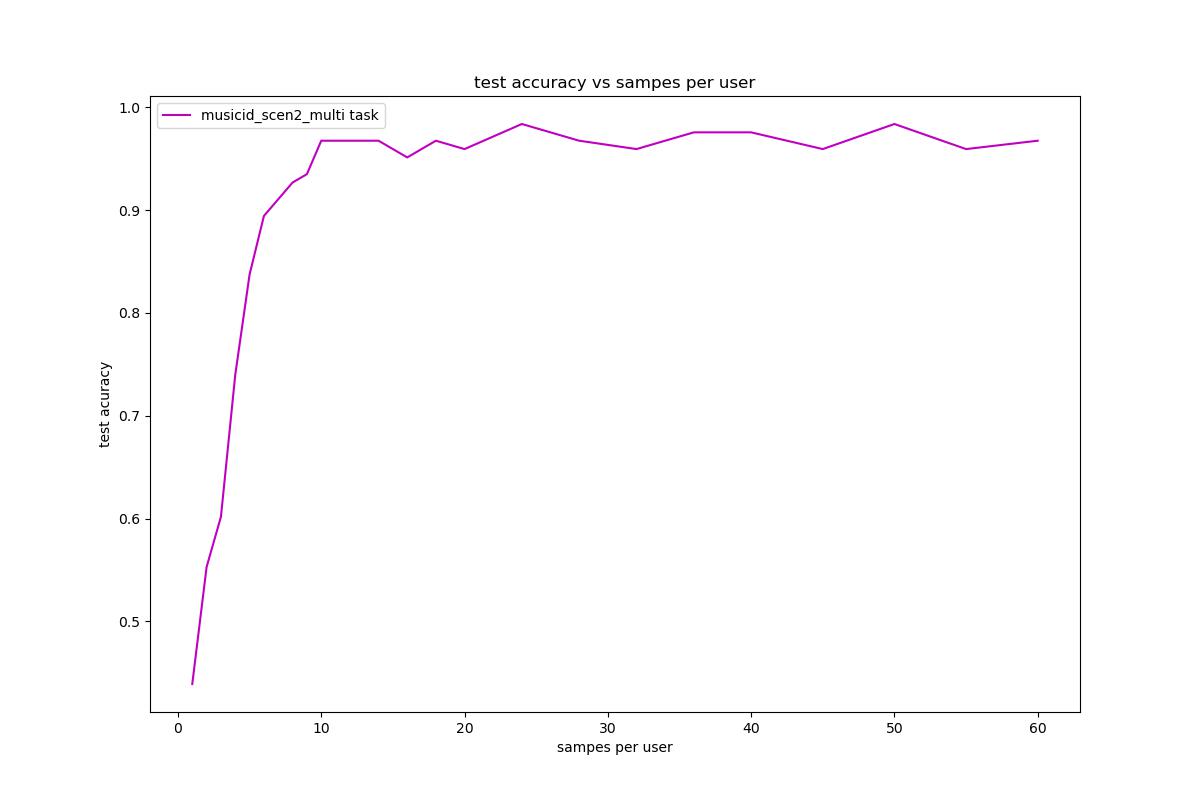 test accuracy vs sampes per user
musicid_scen2_multi task
1.0
0.9
0.8
0.7
0.6
0.5
test acuracy
0 10 20 30 40 50 60
sampes per user